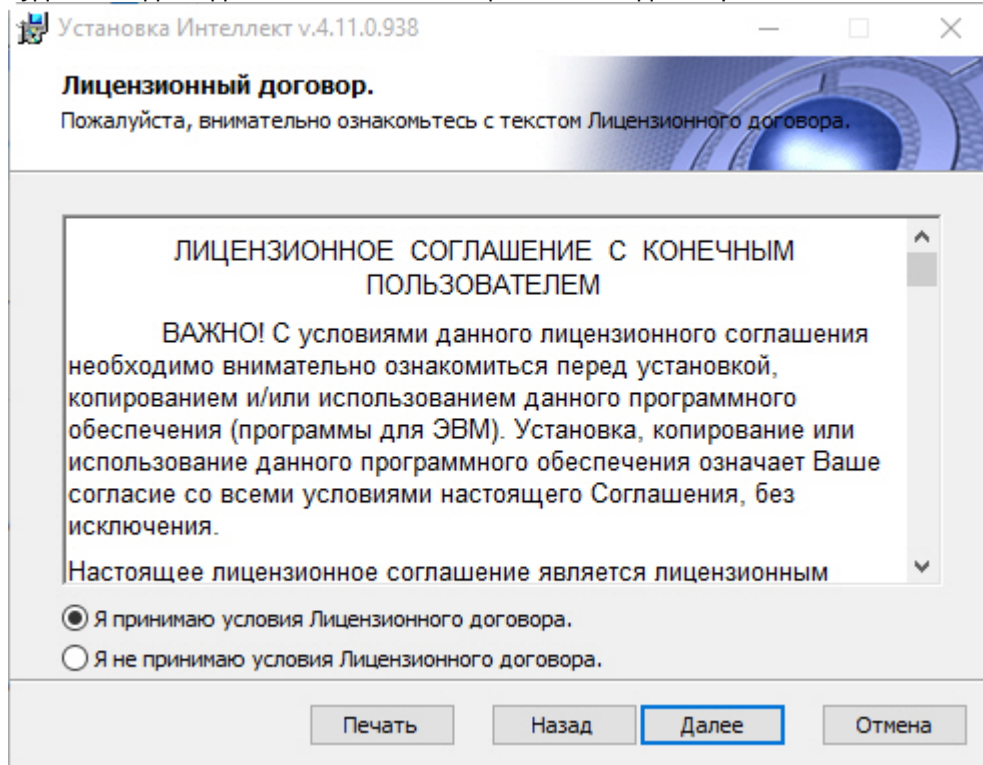 Установка Интеллект v.4.11.0.938
Лицензионный договор.
Пожалуйста, внимательно ознакомьтесь с текстом Лицензионного договора.
ЛИЦЕНЗИОННОЕ СОГЛАШЕНИЕ С КОНЕЧНЫМ
ПОЛЬЗОВАТЕЛЕМ
ВАЖНО! С условиями данного лицензионного соглашения
необходимо внимательно ознакомиться перед установкой,
копированием и/или использованием данного программного
обеспечения (программы для ЭВМ). Установка, копирование или
использование данного программного обеспечения означает Ваше
согласие со всеми условиями настоящего Соглашения, без
исключения.
Настоящее лицензионное соглашение является лицензионным
Я принимаю условия Лицензионного договора.
Я не принимаю условия Лицензионного договора.
Печать Назад Далее Отмена